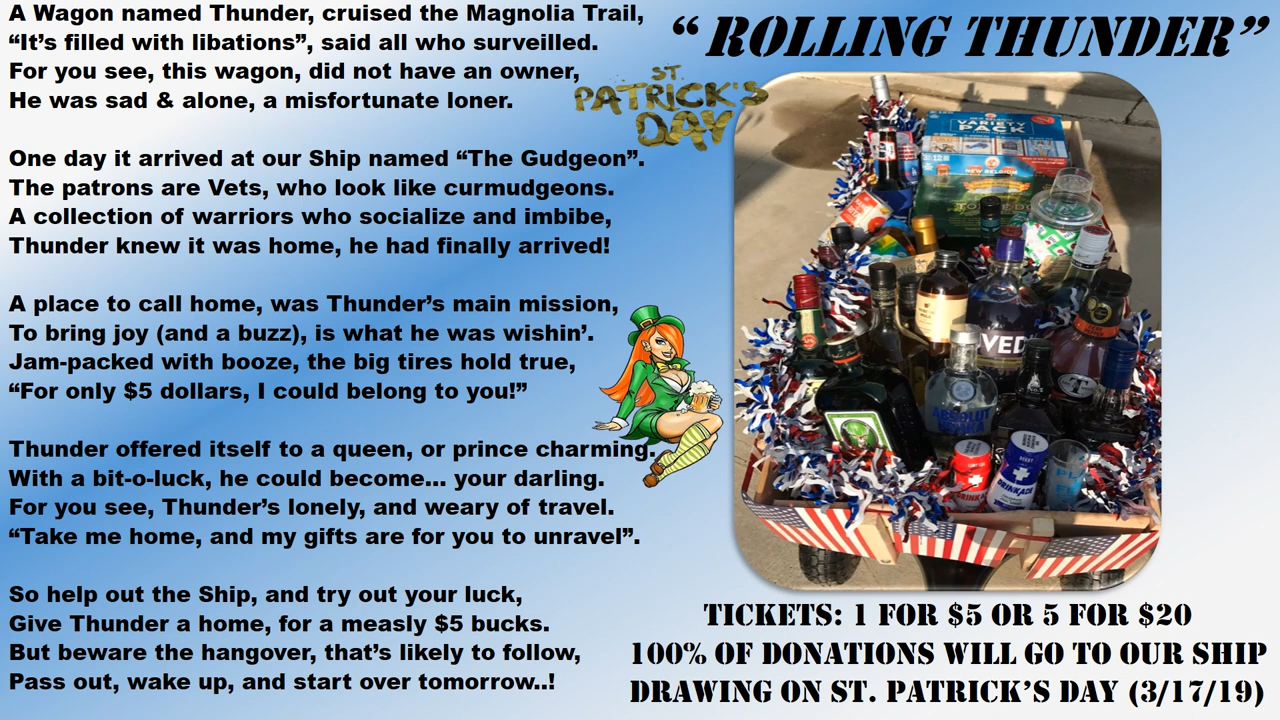 A Wagon named Thunder, cruised the Magnolia Trail,
“It’s filled with libations”, said all who surveilled.
For you see, this wagon, did not have an owner,
He was sad & alone, a misfortunate loner.
One day it arrived at our Ship named “The Gudgeon”.
The patrons are Vets, who look like curmudgeons.
A collection of warriors who socialize and imbibe,
Thunder knew it was home, he had finally arrived!
A place to call home, was Thunder’s main mission,
To bring joy (and a buzz), is what he was wishin’.
Jam-packed with booze, the big tires hold true,
“For only $5 dollars, I could belong to you!”
Thunder offered itself to a queen, or prince charming.
With a bit-o-luck, he could become... your darling.
For you see, Thunder’s lonely, and weary of travel.
“Take me home, and my gifts are for you to unravel”.
So help out the Ship, and try out your luck,
Give Thunder a home, for a measly $5 bucks.
But beware the hangover, that’s likely to follow,
Pass out, wake up, and start over tomorrow..!
“ROLLING THUNDER”
ST.
PATRICK’S
DAY
VARIETY
PACK
NEW BELGIUM
VED
ABSOLUT
DRINKADE
TICKETS: 1 FOR $5 OR 5 FOR $20
100% OF DONATIONS WILL GO TO OUR SHIP
DRAWING ON ST. PATRICK’S DAY (3/17/19)